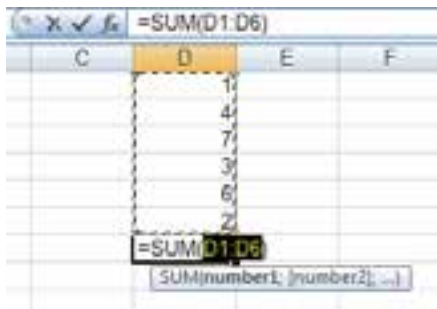 =SUM(D1:D6)
C D E F
1
4
7
3
6
2
=SUM(D1:D6)
SUM(number1; [number2]; ...)